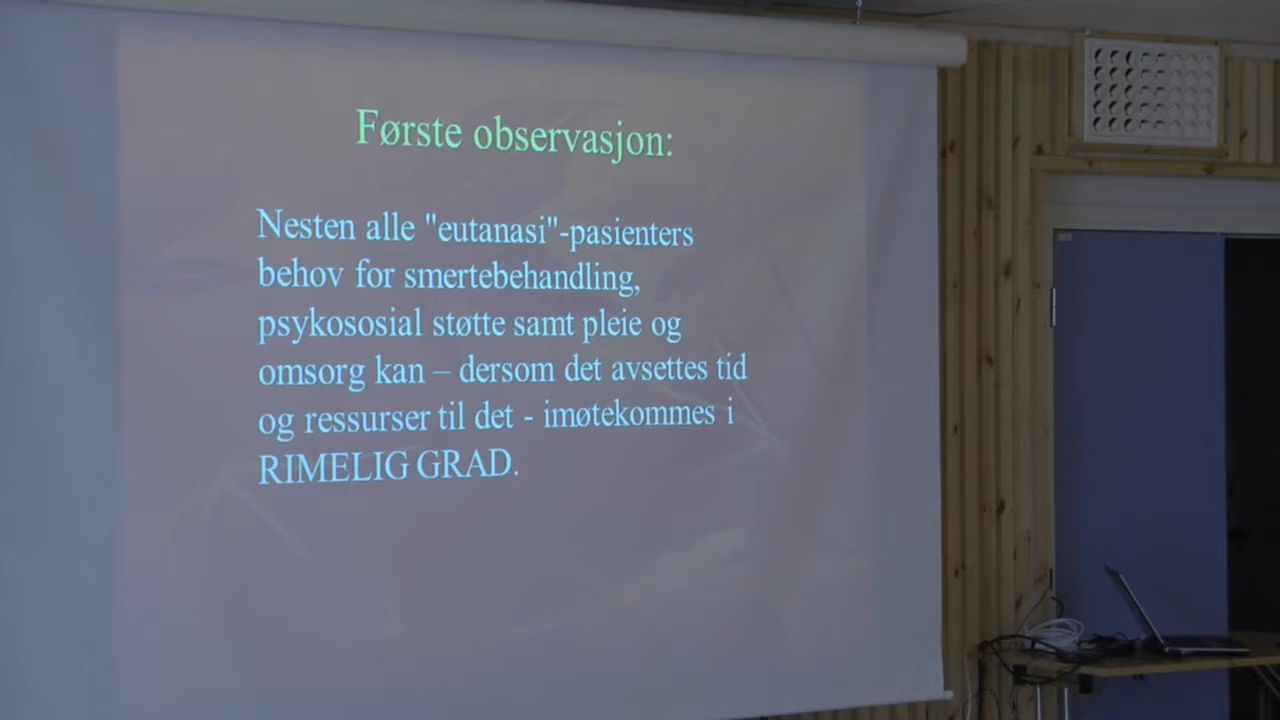 Første observasjon:
Nesten alle "eutanasi"-pasienters
behov for smertebehandling,
psykososial støtte samt pleie og
omsorg kan – dersom det avsettes tid
og ressurser til det - imøtekommes i
RIMELIG GRAD.